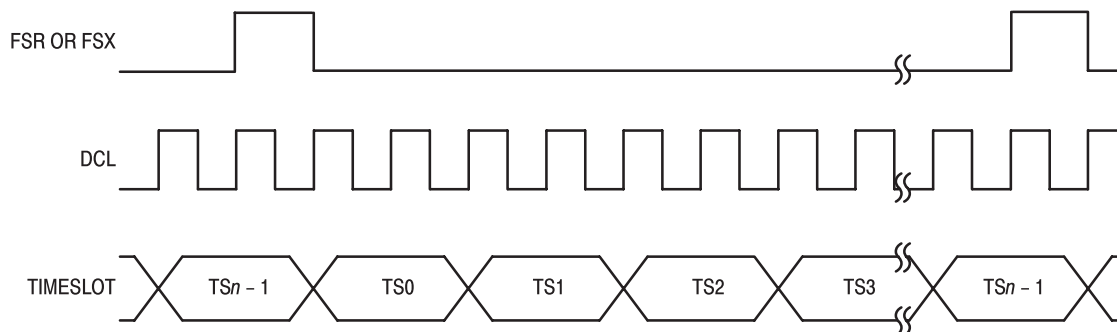 FSR OR FSX
DCL
TIMESLOT
TSn – 1
TS0
TS1
TS2
TS3
TSn – 1